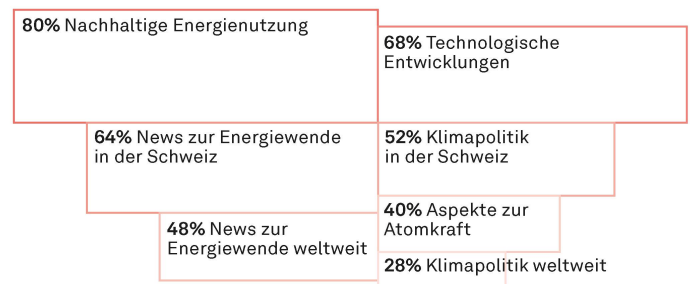 80% Nachhaltige Energienutzung
68% Technologische
Entwicklungen
64% News zur Energiewende
in der Schweiz
52% Klimapolitik
in der Schweiz
48% News zur
Energiewende weltweit
40% Aspekte zur
Atomkraft
28% Klimapolitik weltweit